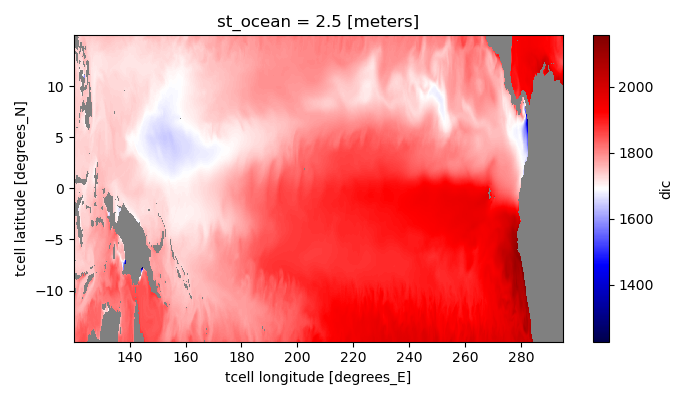 st_ocean = 2.5 [meters]
10
5
0
−5
−10
tcell latitude [degrees_N]
140 160 180 200 220 240 260 280
tcell longitude [degrees_E]
2000
1800
1600
1400
dic